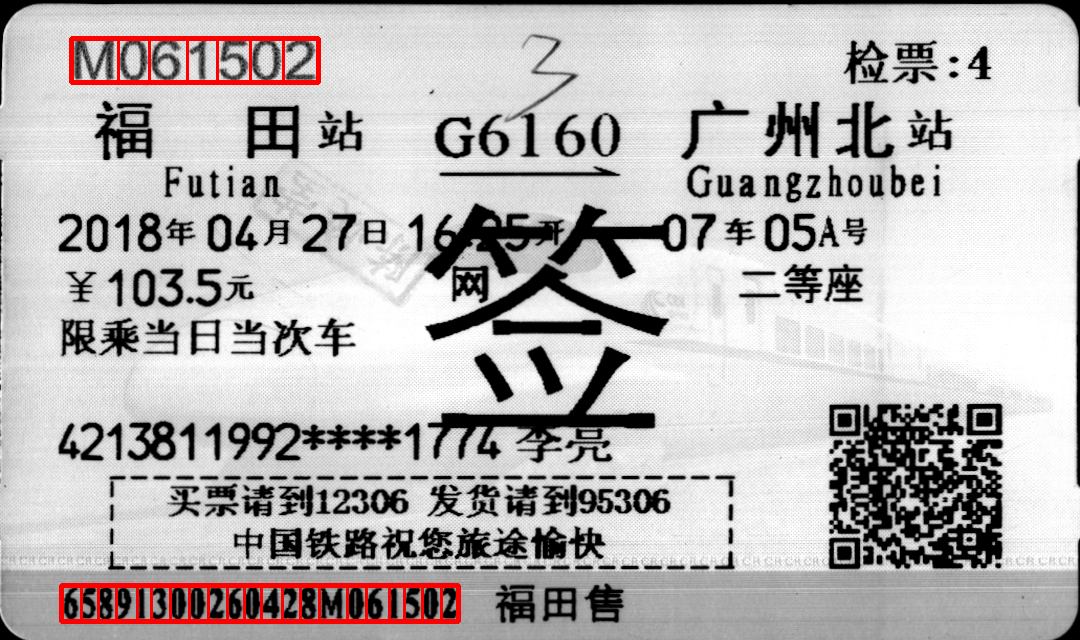 M061502
3
检票:4
福田站 G6160 广州北站
Futian Guangzhoubei
2018年04月27日 16:25开 07车05A号
¥103.5元 网 二等座
签
限乘当日当次车
4213811992****1774 李亮
买票请到12306 发货请到95306
中国铁路祝您旅途愉快
65891300260428M061502 福田售